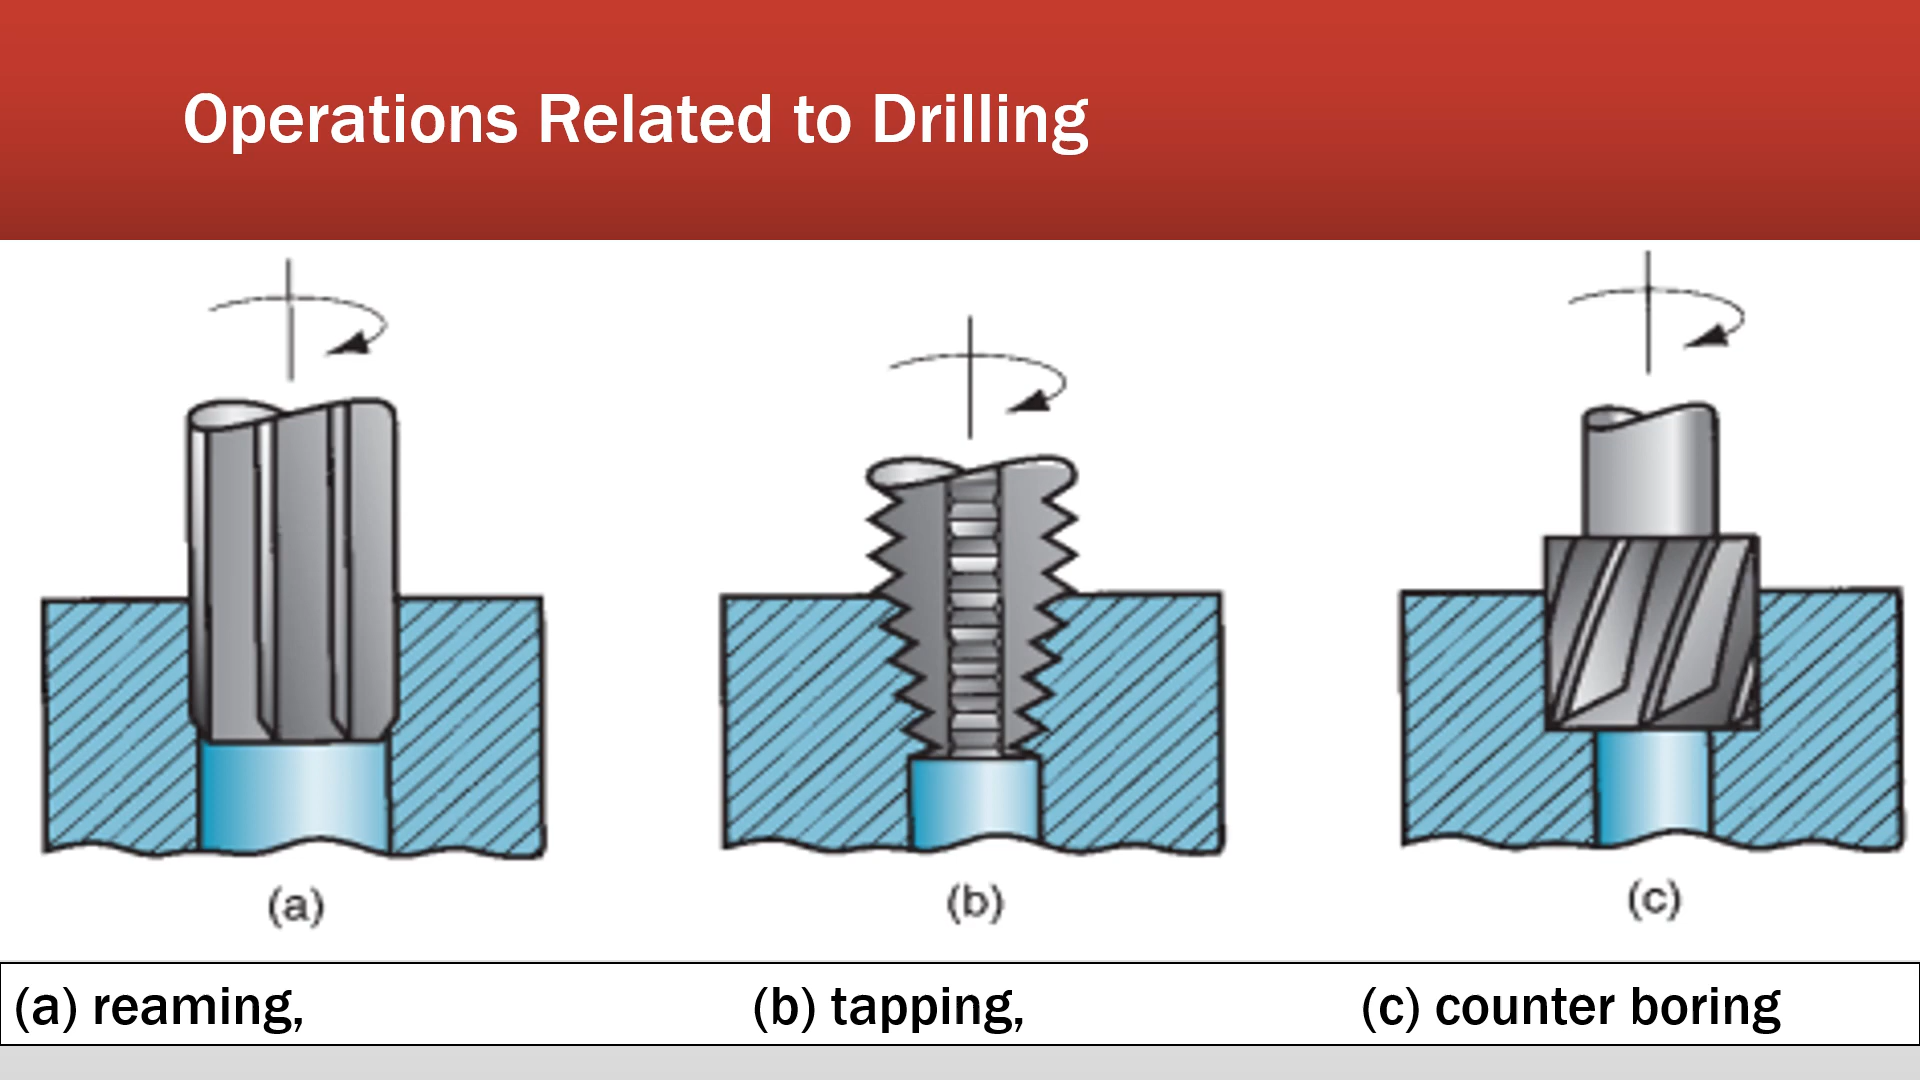 Operations Related to Drilling
(a)
(b)
(c)
(a) reaming, (b) tapping, (c) counter boring